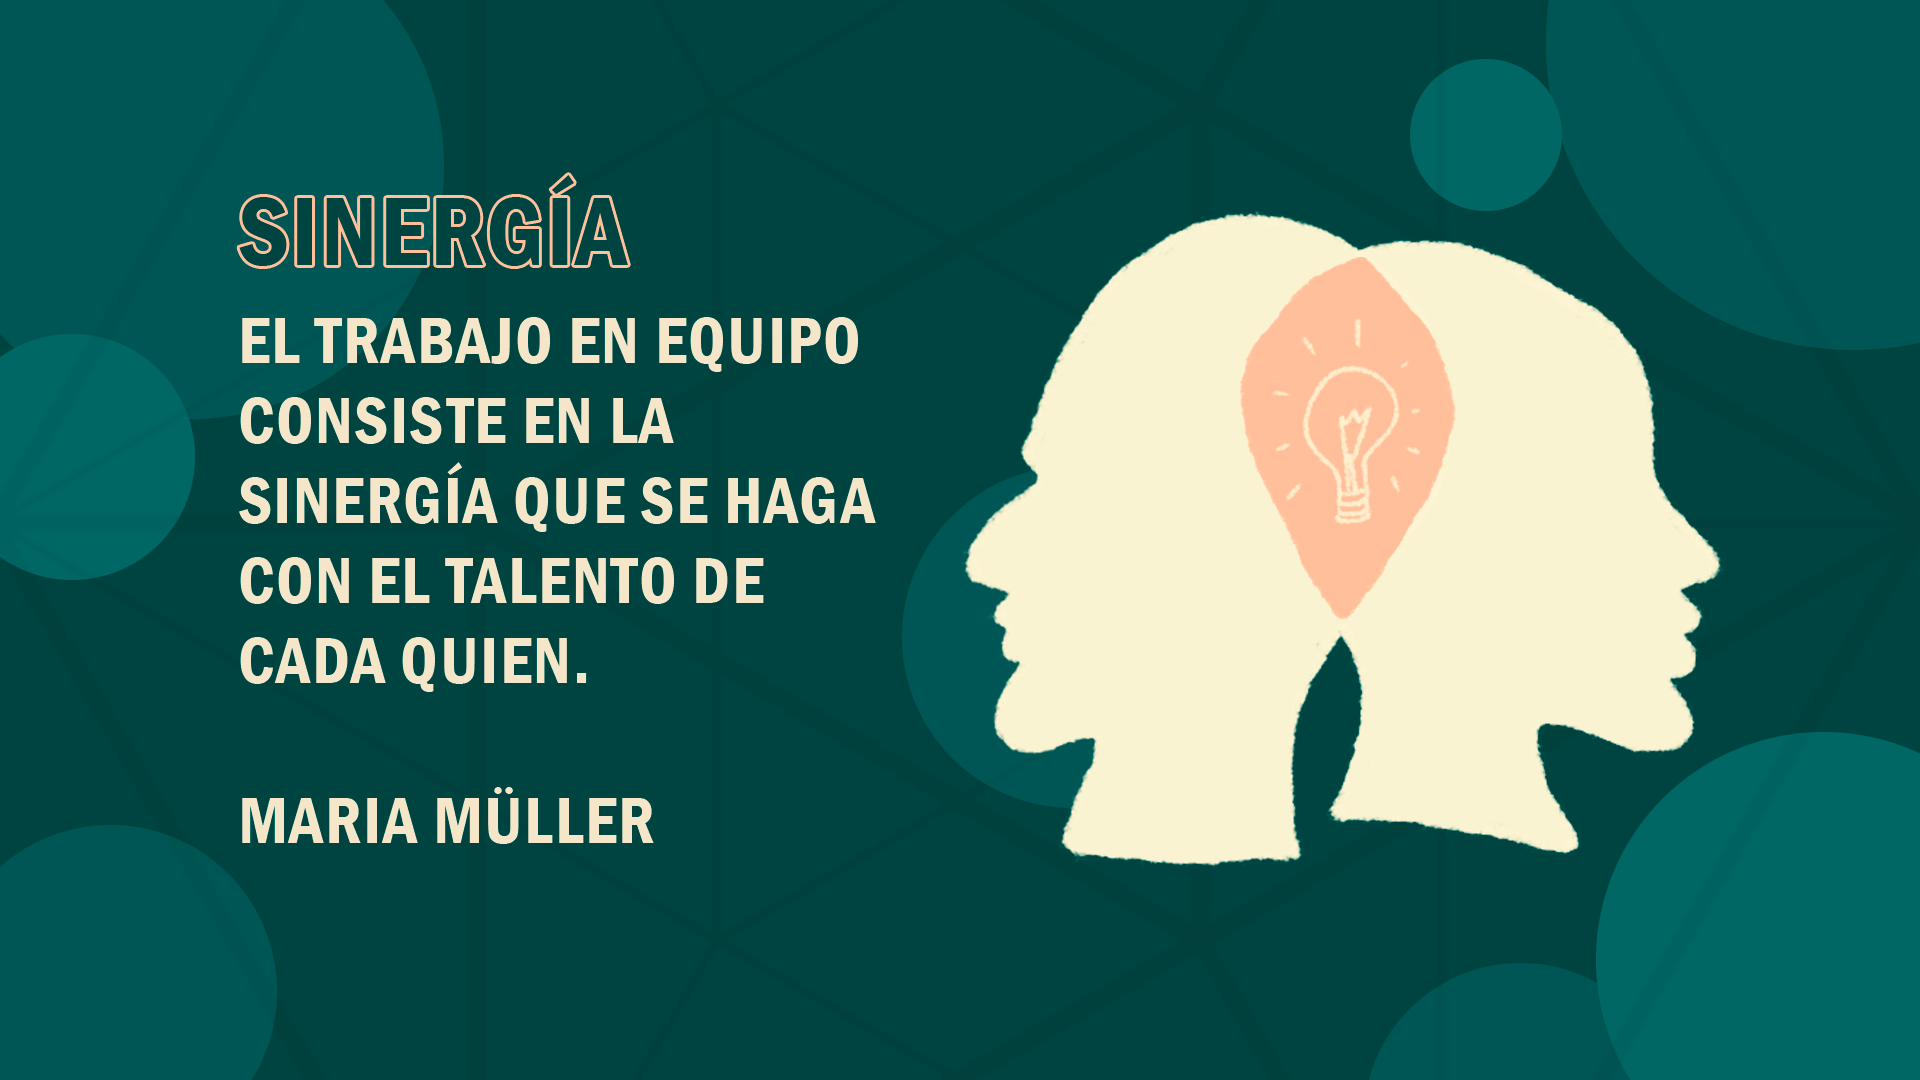 SINERGÍA
EL TRABAJO EN EQUIPO
CONSISTE EN LA
SINERGÍA QUE SE HAGA
CON EL TALENTO DE
CADA QUIEN.
MARIA MÜLLER